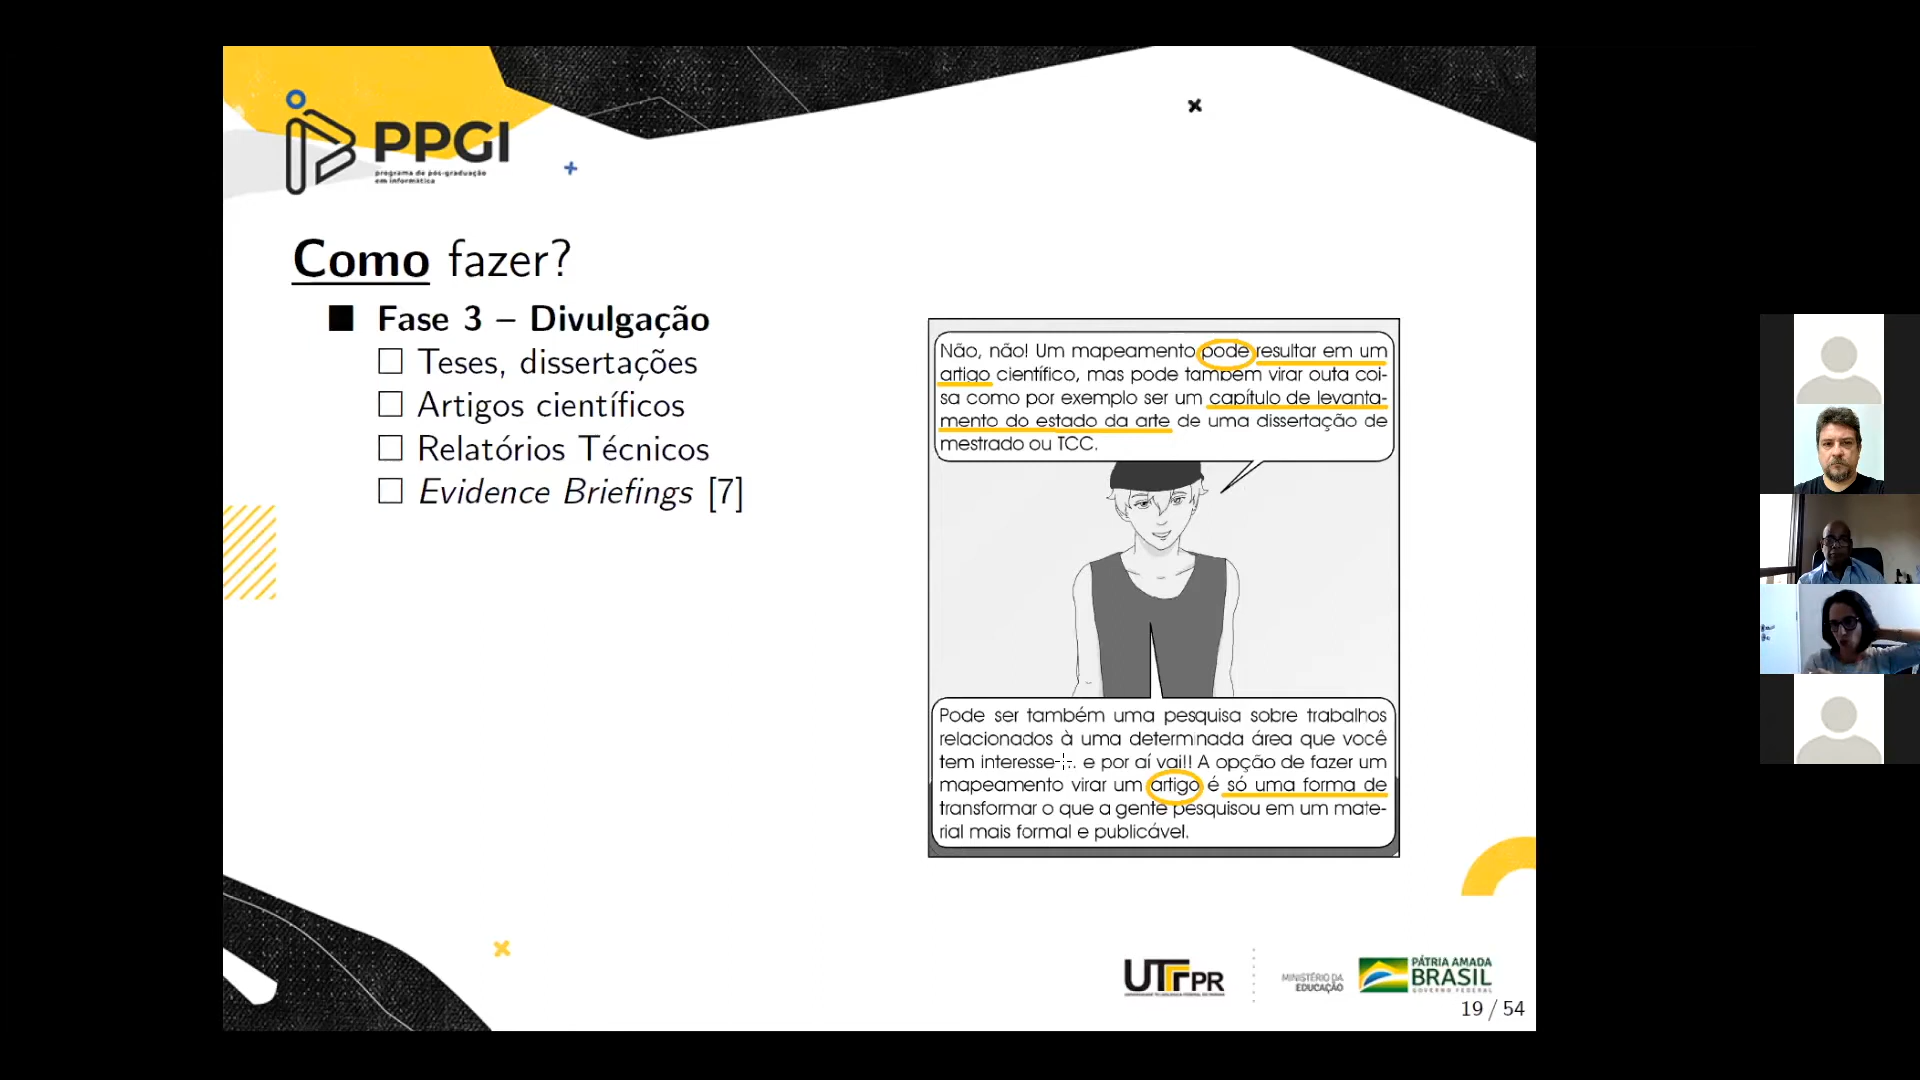 PPGI
programa de pós-graduação
em informática
Como fazer?
Fase 3 – Divulgação
Teses, dissertações
Artigos científicos
Relatórios Técnicos
Evidence Briefings [7]
Não, não! Um mapeamento pode resultar em um
artigo científico, mas pode também virar outa coi-
sa como por exemplo ser um capítulo de levanta-
mento do estado da arte de uma dissertação de
mestrado ou TCC.
Pode ser também uma pesquisa sobre trabalhos
relacionados à uma determinada área que você
tem interesse... e por aí vai!! A opção de fazer um
mapeamento virar um artigo é só uma forma de
transformar o que a gente pesquisou em um mate-
rial mais formal e publicável.
UTFPR
MINISTÉRIO DA
EDUCAÇÃO
PÁTRIA AMADA
BRASIL
GOVERNO FEDERAL
19 / 54